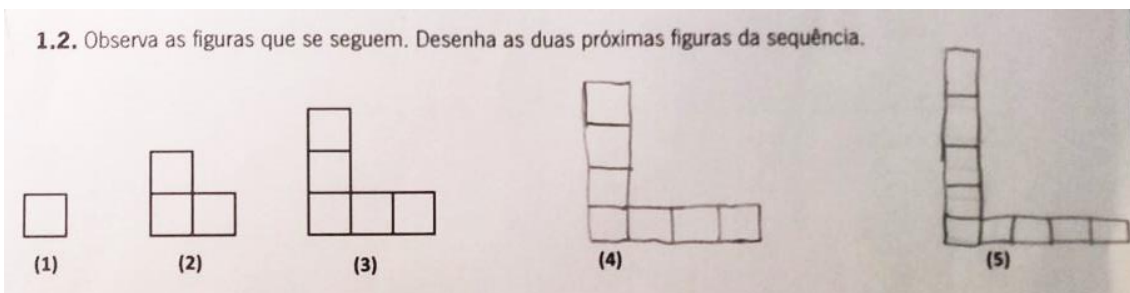 1.2. Observa as figuras que se seguem. Desenha as duas próximas figuras da sequência.
(1) (2) (3) (4) (5)